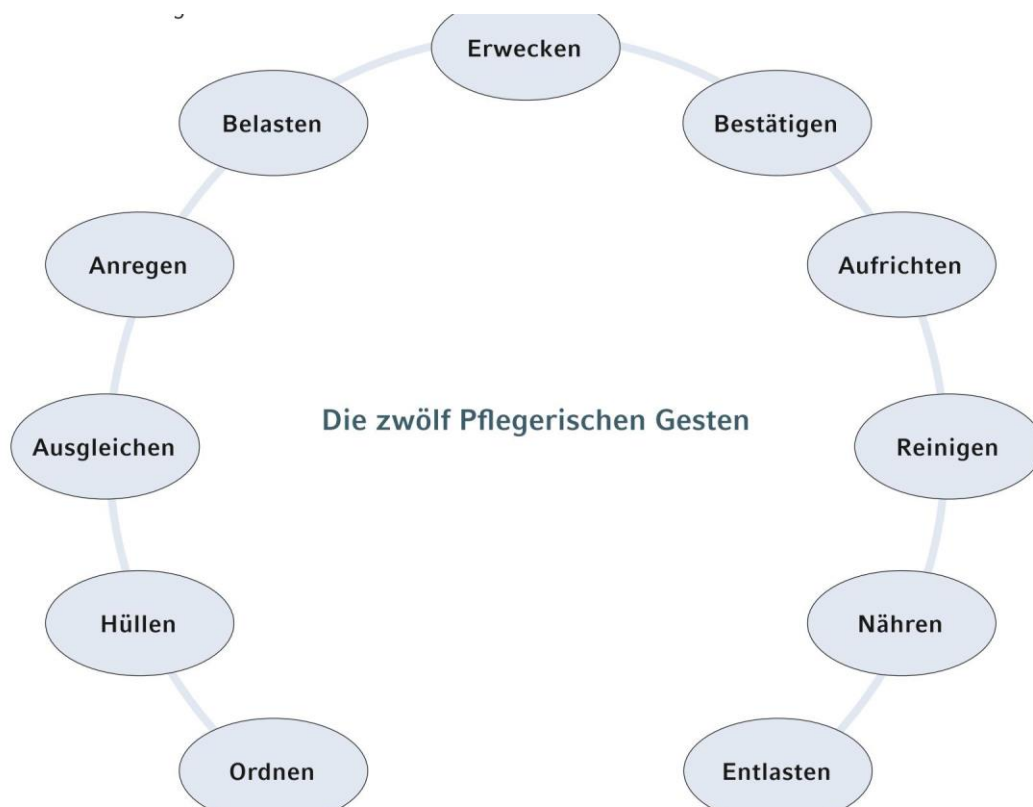 Erwecken
Belasten
Bestätigen
Anregen
Aufrichten
Die zwölf Pflegerischen Gesten
Ausgleichen
Reinigen
Hüllen
Nähren
Ordnen
Entlasten